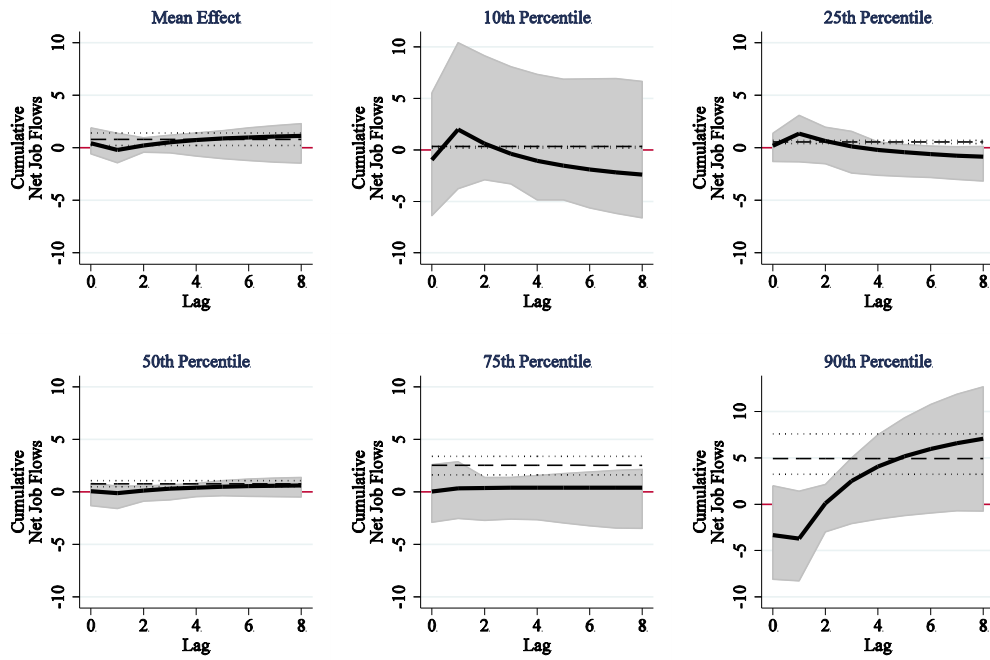 Mean Effect
10th Percentile
25th Percentile
Cumulative
Net Job Flows
10
5
0
-5
-10
0 2 4 6 8
Lag
Cumulative
Net Job Flows
10
5
0
-5
-10
0 2 4 6 8
Lag
Cumulative
Net Job Flows
10
5
0
-5
-10
0 2 4 6 8
Lag
50th Percentile
75th Percentile
90th Percentile
Cumulative
Net Job Flows
10
5
0
-5
-10
0 2 4 6 8
Lag
Cumulative
Net Job Flows
10
5
0
-5
-10
0 2 4 6 8
Lag
Cumulative
Net Job Flows
10
5
0
-5
-10
0 2 4 6 8
Lag